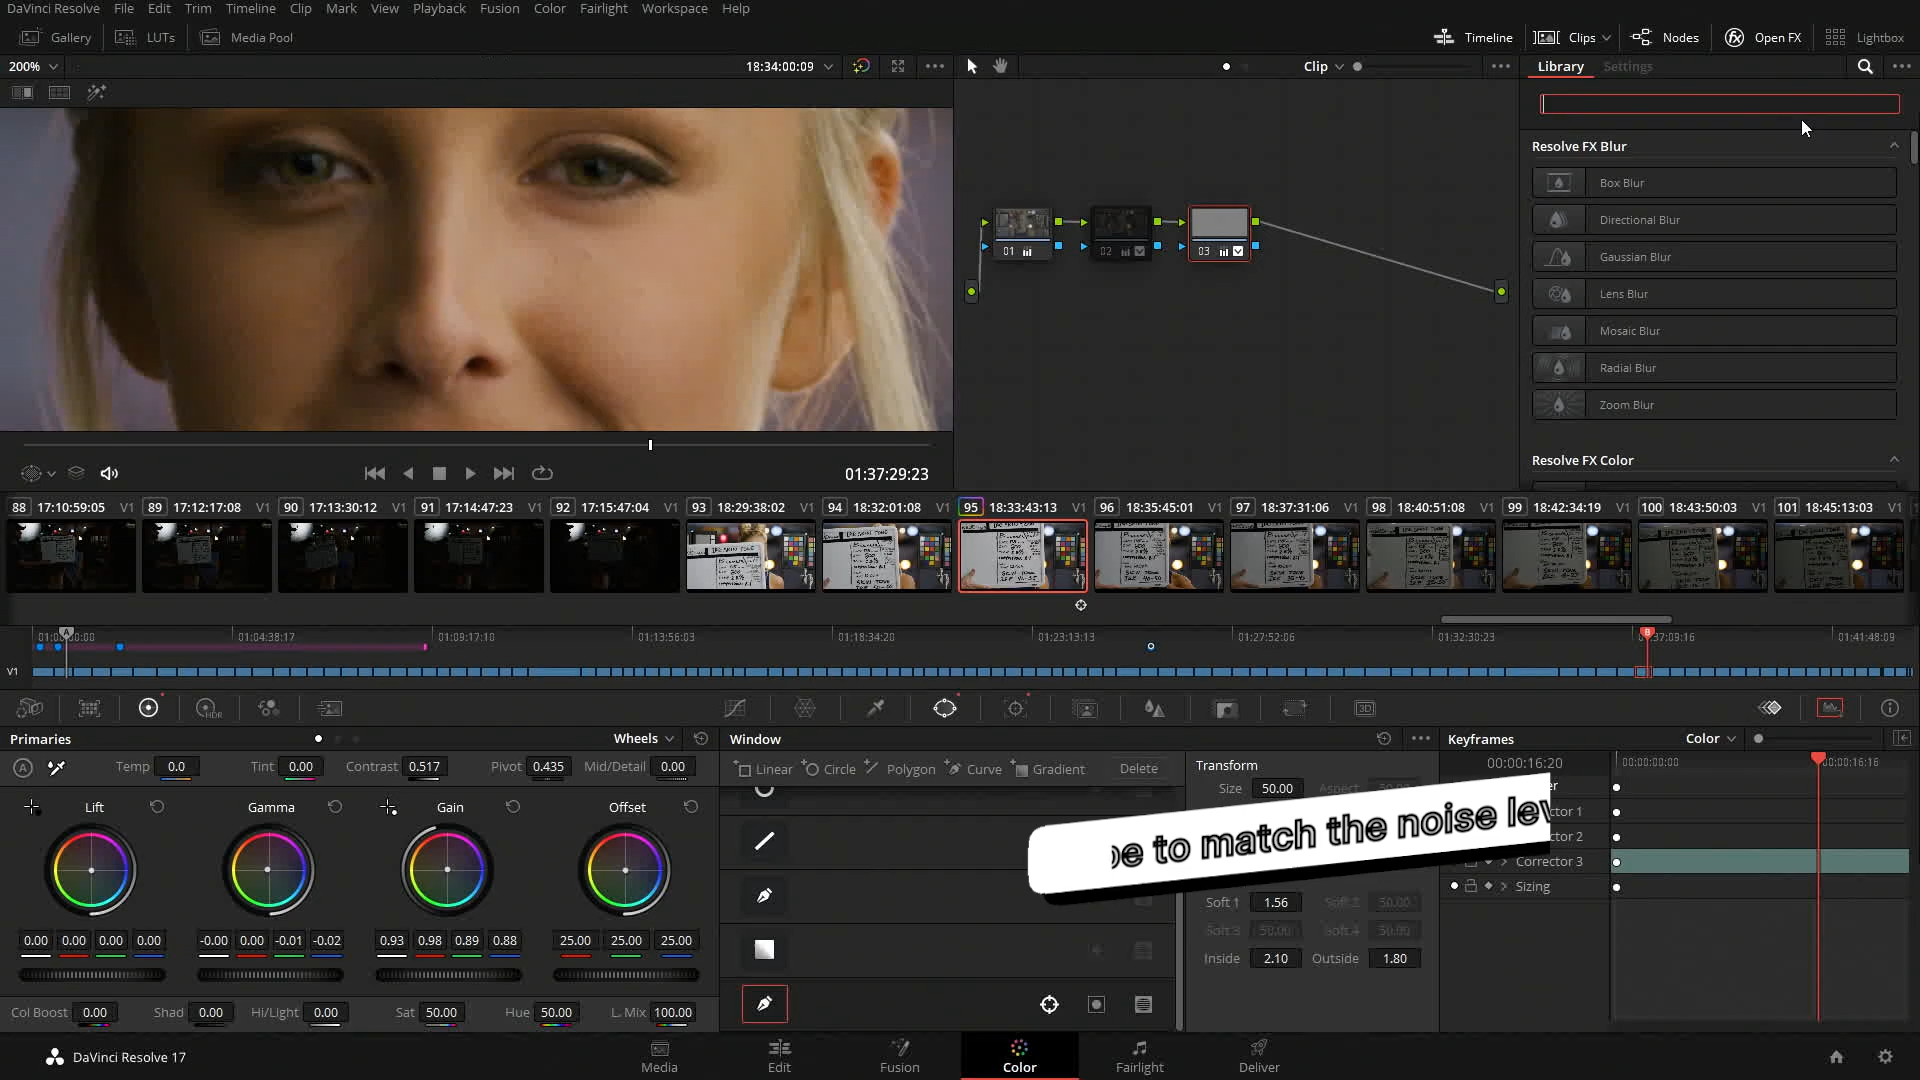 DaVinci Resolve File Edit Trim Timeline Clip Mark View Playback Fusion Color Fairlight Workspace Help
Gallery LUTs Media Pool Timeline Clips Nodes Open FX Lightbox
200% 18:34:00:09 Clip Library Settings
Resolve FX Blur
Box Blur
Directional Blur
Gaussian Blur
Lens Blur
Mosaic Blur
Radial Blur
Zoom Blur
Resolve FX Color
01 02 03
01:37:29:23
88 17:10:59:05 V1 89 17:12:17:08 V1 90 17:13:30:12 V1 91 17:14:47:23 V1 92 17:15:47:04 V1 93 18:29:38:02 V1 94 18:32:01:08 V1 95 18:33:43:13 V1 96 18:35:45:01 V1 97 18:37:31:06 V1 98 18:40:51:08 V1 99 18:42:34:19 V1 100 18:43:50:03 V1 101 18:45:13:03 V1
A 01:04:38:17 01:09:17:10 01:13:56:03 01:18:34:20 01:23:13:13 01:27:52:06 01:32:30:23 B 01:41:48:09
V1
HDR 3D
Primaries Wheels Window Keyframes Color
A Temp 0.0 Tint 0.00 Contrast 0.517 Pivot 0.435 Mid/Detail 0.00
Linear Circle Polygon Curve Gradient Delete
Transform
Size 50.00 Aspect
00:00:16:20 00:00:00:00 00:00:16:16
Lift Gamma Gain Offset
be to match the noise lev
Corrector 3
Sizing
0.00 0.00 0.00 0.00 -0.00 0.00 -0.01 -0.02 0.93 0.98 0.89 0.88 25.00 25.00 25.00
Soft 1 1.56 Soft 2 50.00
Soft 3 50.00 Soft 4 50.00
Inside 2.10 Outside 1.80
Col Boost 0.00 Shad 0.00 Hi/Light 0.00 Sat 50.00 Hue 50.00 L. Mix 100.00
DaVinci Resolve 17 Media Edit Fusion Color Fairlight Deliver